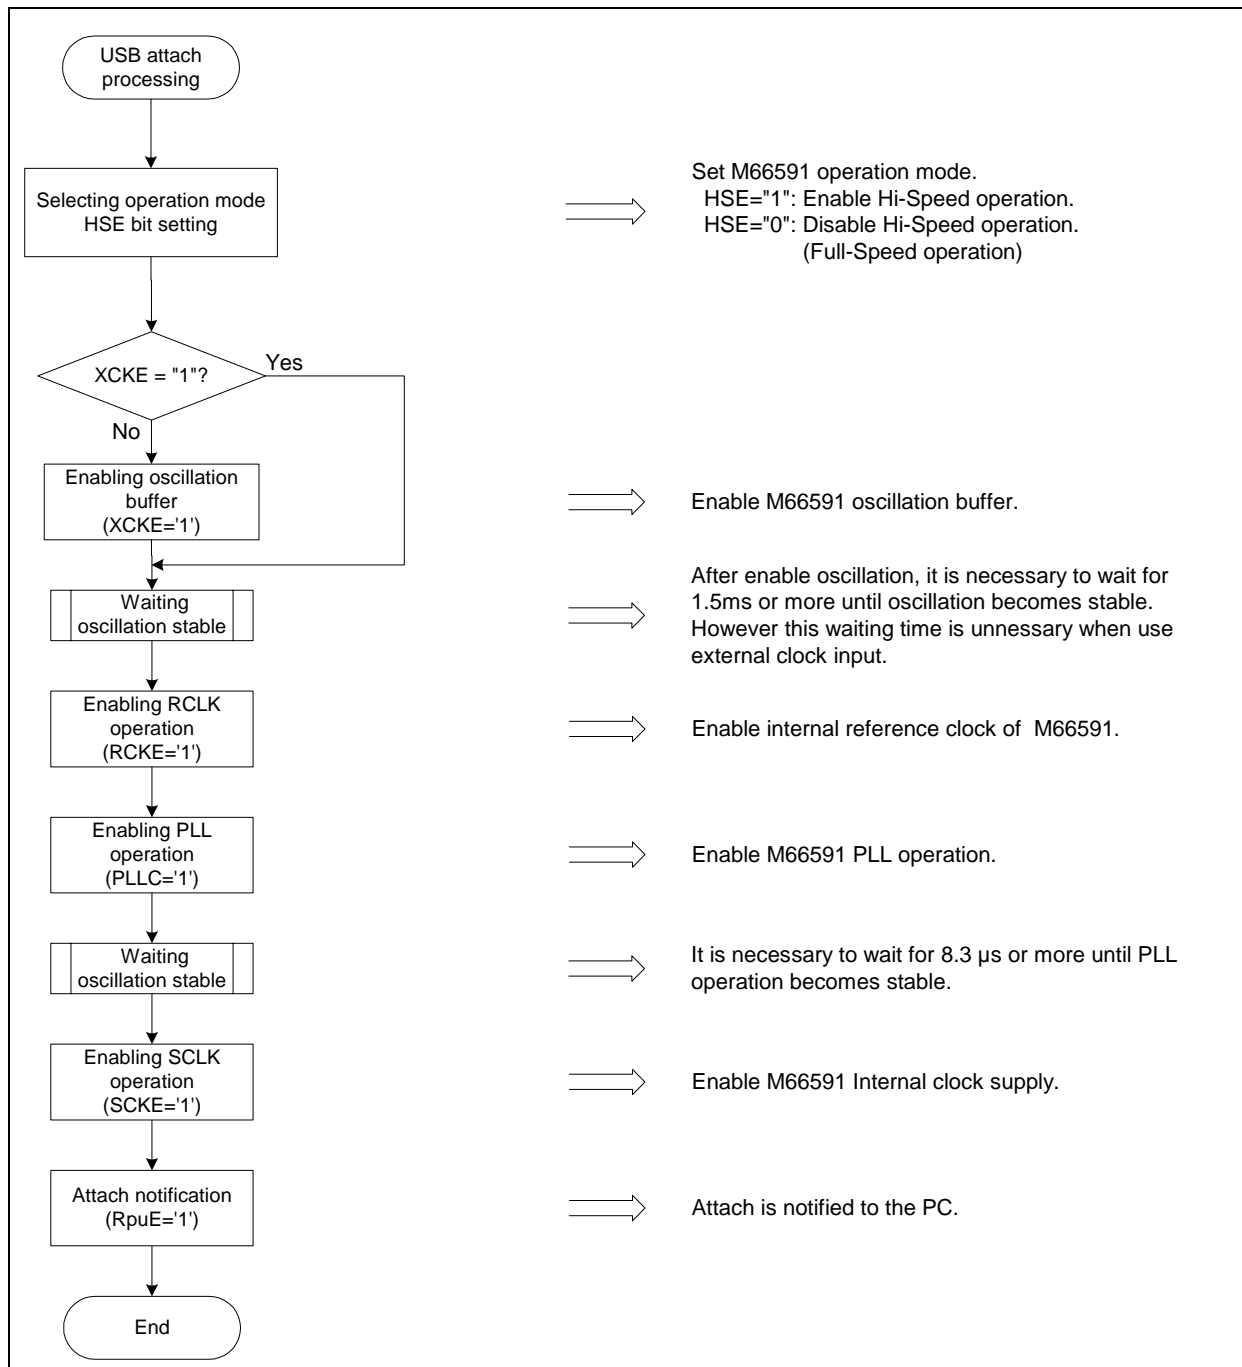 USB attach
processing
Selecting operation mode
HSE bit setting
Set M66591 operation mode.
HSE="1": Enable Hi-Speed operation.
HSE="0": Disable Hi-Speed operation.
(Full-Speed operation)
XCKE = "1"?
Yes
No
Enabling oscillation
buffer
(XCKE='1')
Enable M66591 oscillation buffer.
Waiting
oscillation stable
After enable oscillation, it is necessary to wait for
1.5ms or more until oscillation becomes stable.
However this waiting time is unnessary when use
external clock input.
Enabling RCLK
operation
(RCKE='1')
Enable internal reference clock of  M66591.
Enabling PLL
operation
(PLLC='1')
Enable M66591 PLL operation.
Waiting
oscillation stable
It is necessary to wait for 8.3 µs or more until PLL
operation becomes stable.
Enabling SCLK
operation
(SCKE='1')
Enable M66591 Internal clock supply.
Attach notification
(RpuE='1')
Attach is notified to the PC.
End